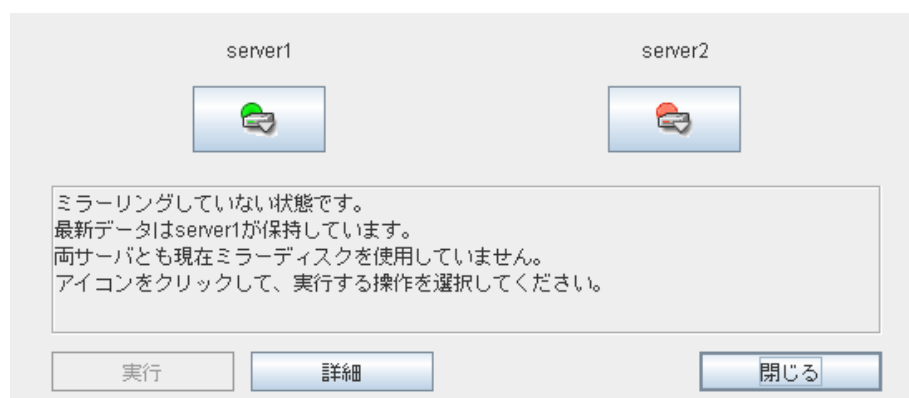 server1
server2
ミラーリングしていない状態です。
最新データはserver1が保持しています。
両サーバとも現在ミラーディスクを使用していません。
アイコンをクリックして、実行する操作を選択してください。
実行
詳細
閉じる